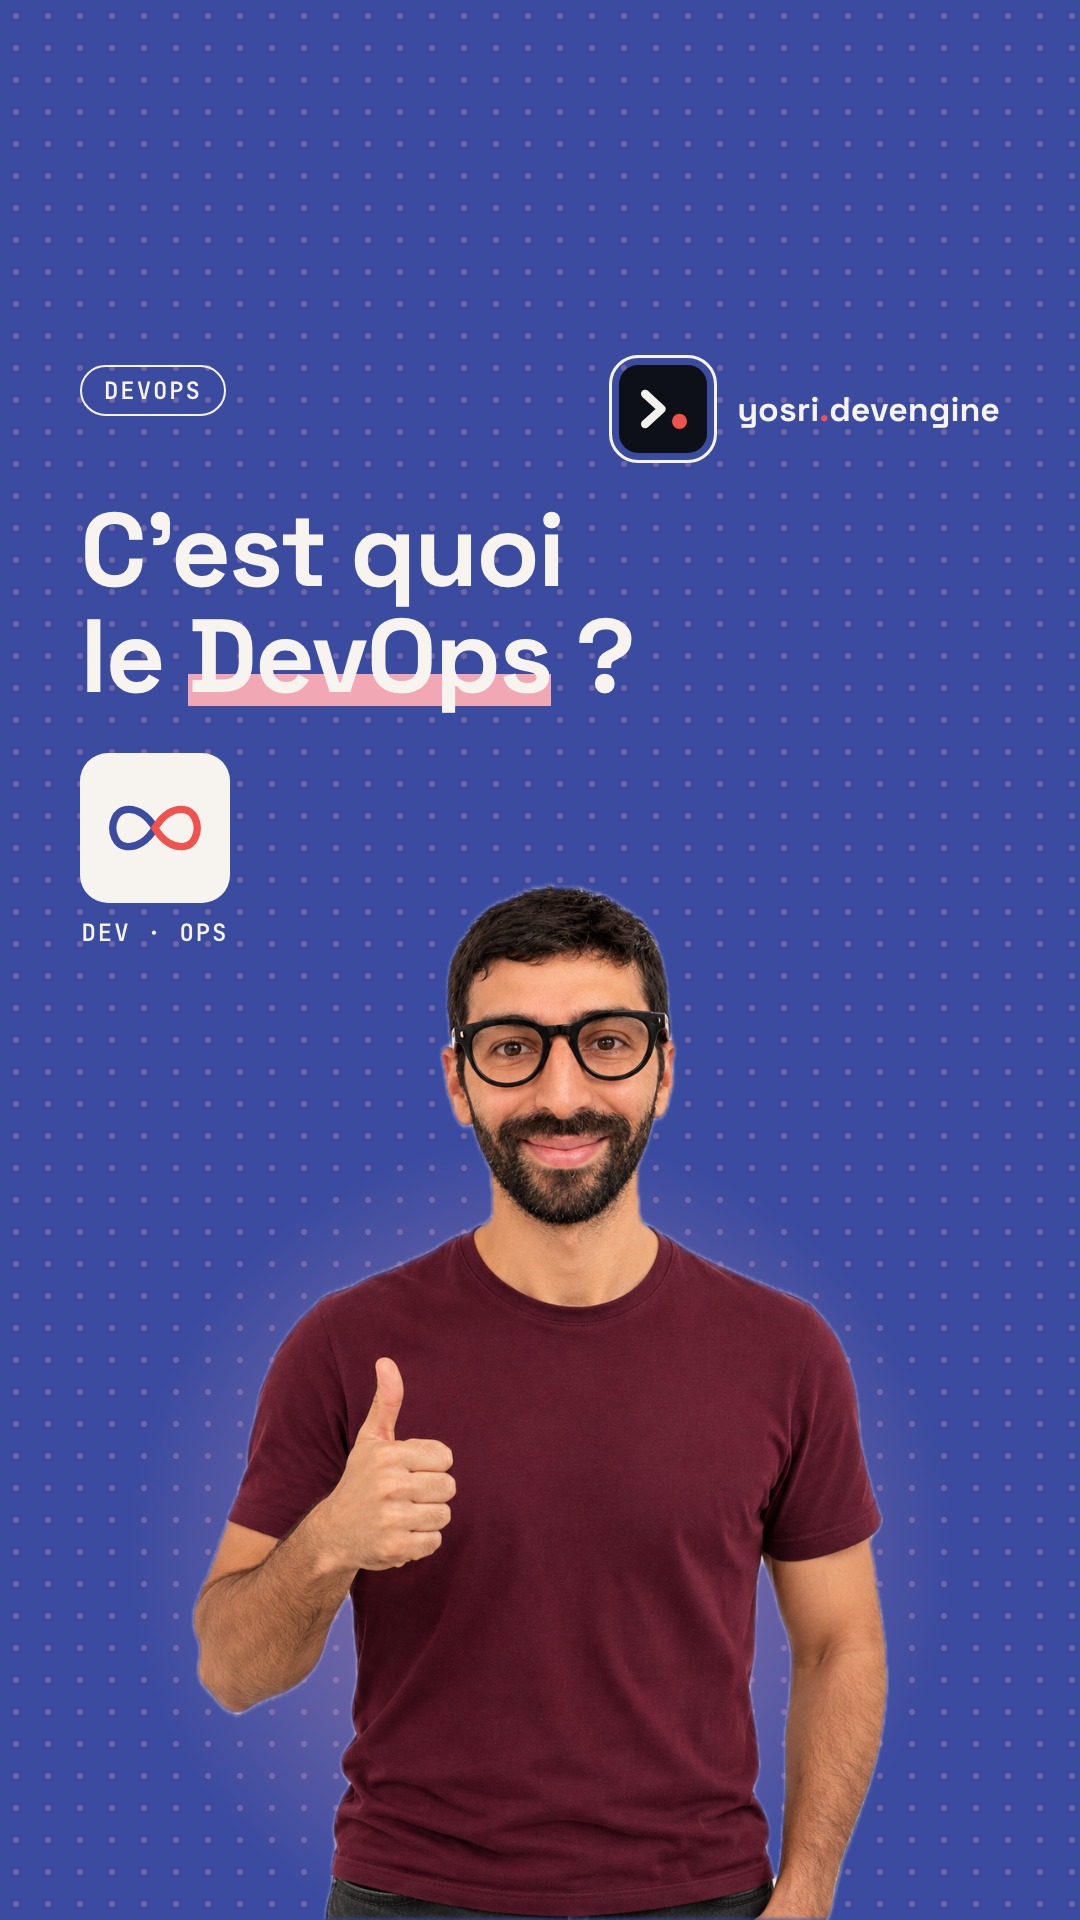 DEVOPS
yosri.devengine
C’est quoi
le DevOps ?
DEV · OPS